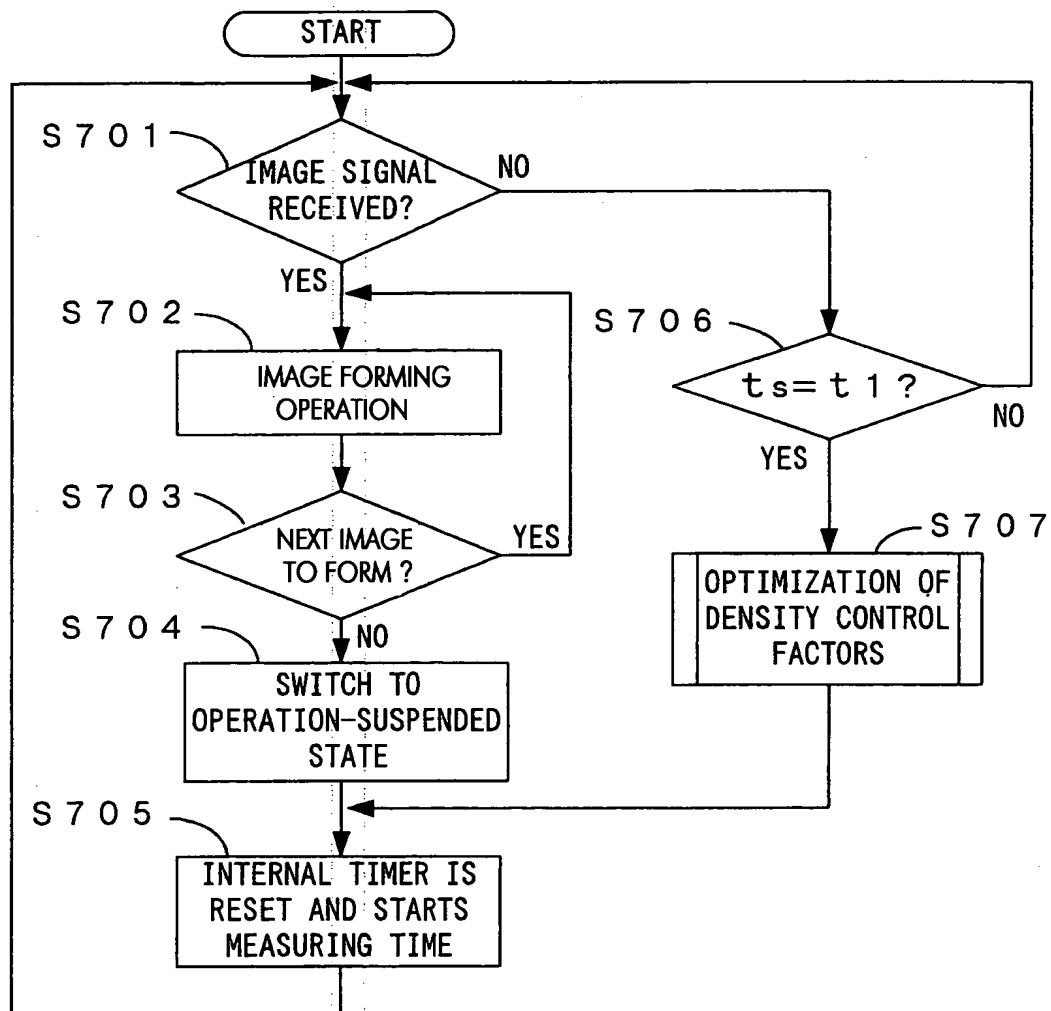 START
S701
IMAGE SIGNAL
RECEIVED?
NO
YES
S702
IMAGE FORMING
OPERATION
S706
ts=t1?
NO
YES
S703
NEXT IMAGE
TO FORM?
YES
NO
S707
OPTIMIZATION OF
DENSITY CONTROL
FACTORS
S704
SWITCH TO
OPERATION-SUSPENDED
STATE
S705
INTERNAL TIMER IS
RESET AND STARTS
MEASURING TIME